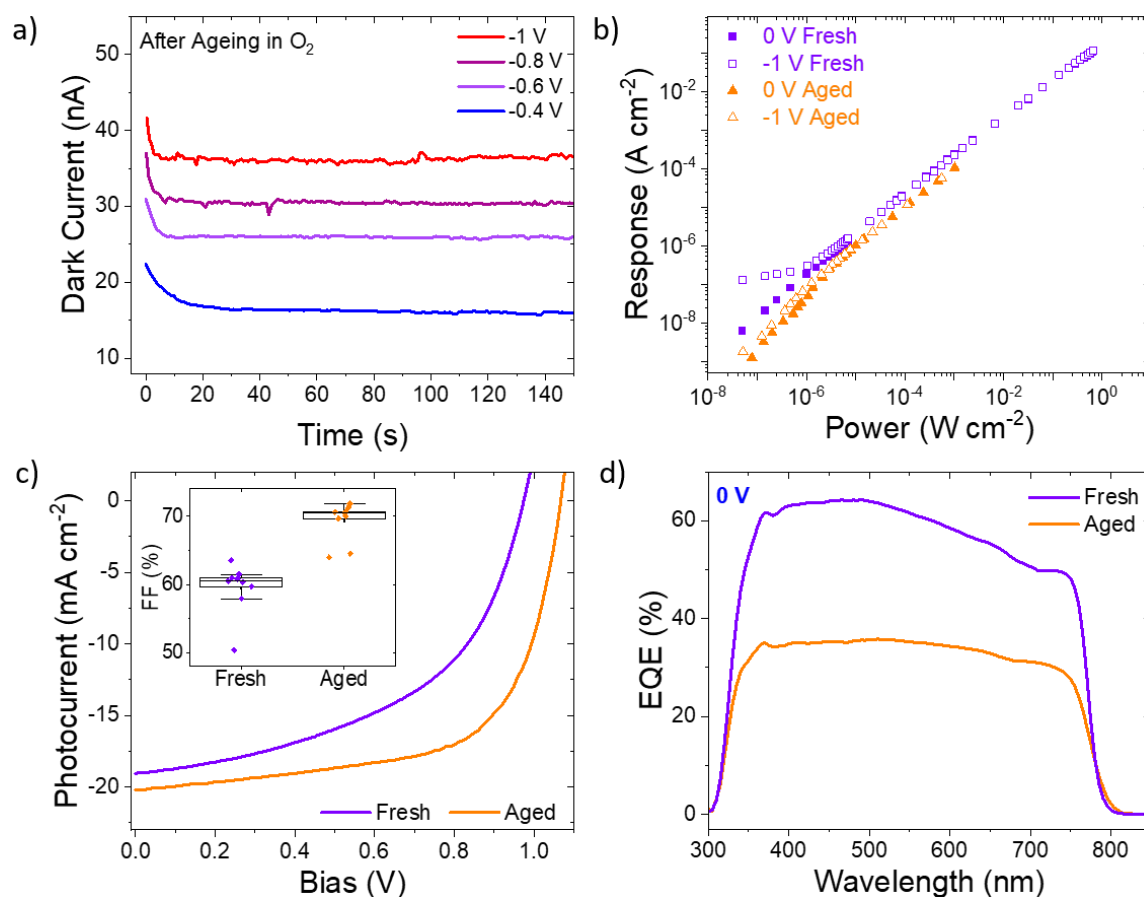 a)
After Ageing in O2
-1 V
-0.8 V
-0.6 V
-0.4 V
50
40
30
20
10
Dark Current (nA)
0 20 40 60 80 100 120 140
Time (s)
b)
0 V Fresh
-1 V Fresh
0 V Aged
-1 V Aged
10-2
10-4
10-6
10-8
Response (A cm-2)
10-8 10-6 10-4 10-2 100
Power (W cm-2)
c)
0
-5
-10
-15
-20
Photocurrent (mA cm-2)
70
60
50
FF (%)
Fresh Aged
Fresh Aged
0.0 0.2 0.4 0.6 0.8 1.0
Bias (V)
d)
0 V
Fresh
Aged
60
30
0
EQE (%)
300 400 500 600 700 800
Wavelength (nm)